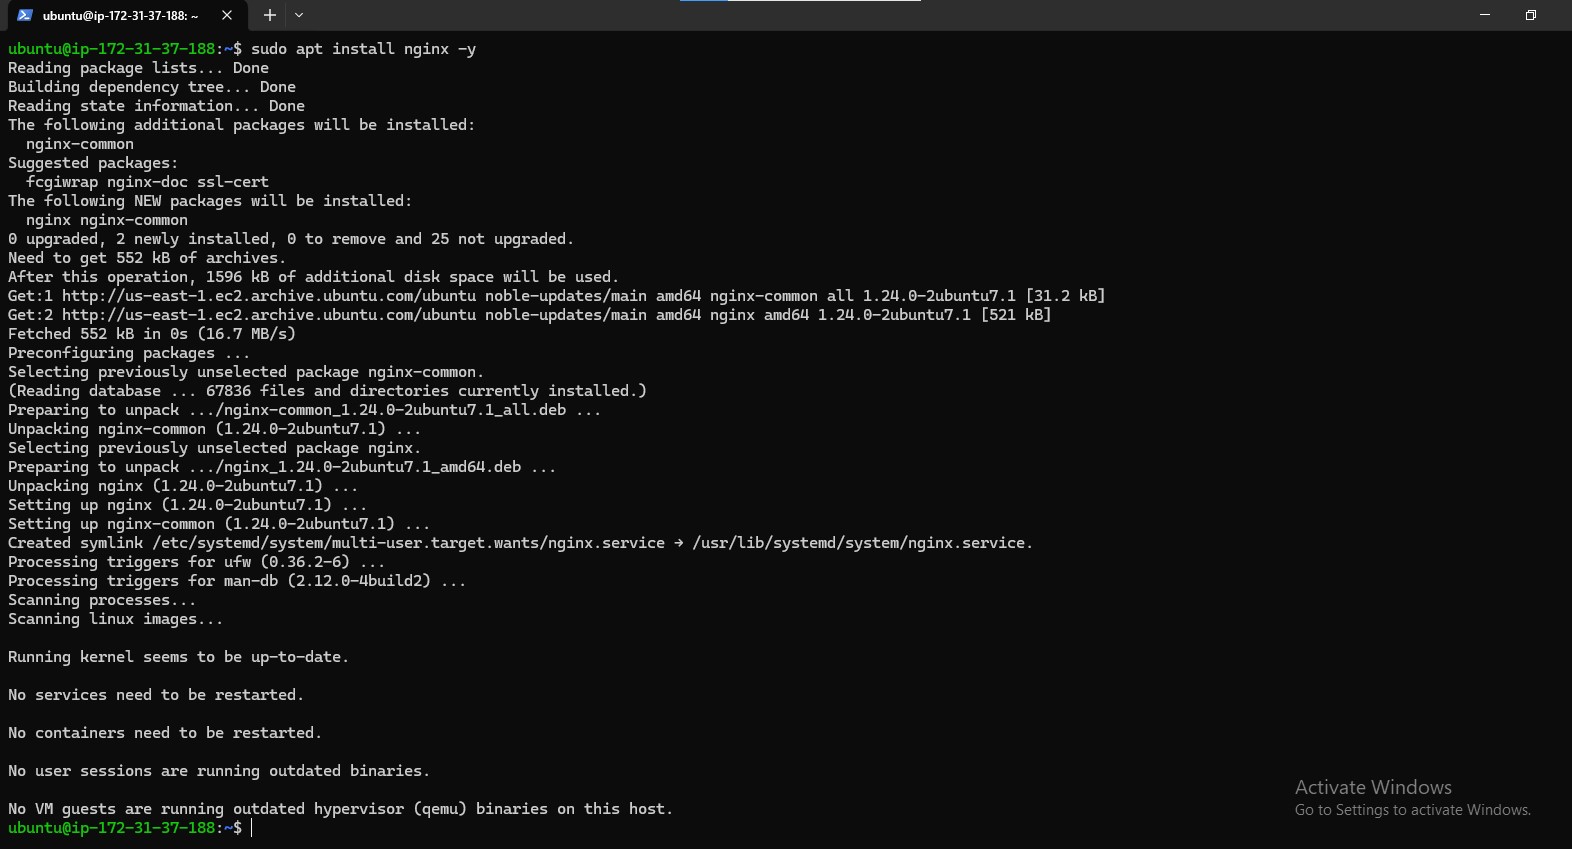 ubuntu@ip-172-31-37-188: ~
ubuntu@ip-172-31-37-188:~$ sudo apt install nginx -y
Reading package lists... Done
Building dependency tree... Done
Reading state information... Done
The following additional packages will be installed:
  nginx-common
Suggested packages:
  fcgiwrap nginx-doc ssl-cert
The following NEW packages will be installed:
  nginx nginx-common
0 upgraded, 2 newly installed, 0 to remove and 25 not upgraded.
Need to get 552 kB of archives.
After this operation, 1596 kB of additional disk space will be used.
Get:1 http://us-east-1.ec2.archive.ubuntu.com/ubuntu noble-updates/main amd64 nginx-common all 1.24.0-2ubuntu7.1 [31.2 kB]
Get:2 http://us-east-1.ec2.archive.ubuntu.com/ubuntu noble-updates/main amd64 nginx amd64 1.24.0-2ubuntu7.1 [521 kB]
Fetched 552 kB in 0s (16.7 MB/s)
Preconfiguring packages ...
Selecting previously unselected package nginx-common.
(Reading database ... 67836 files and directories currently installed.)
Preparing to unpack .../nginx-common_1.24.0-2ubuntu7.1_all.deb ...
Unpacking nginx-common (1.24.0-2ubuntu7.1) ...
Selecting previously unselected package nginx.
Preparing to unpack .../nginx_1.24.0-2ubuntu7.1_amd64.deb ...
Unpacking nginx (1.24.0-2ubuntu7.1) ...
Setting up nginx (1.24.0-2ubuntu7.1) ...
Setting up nginx-common (1.24.0-2ubuntu7.1) ...
Created symlink /etc/systemd/system/multi-user.target.wants/nginx.service → /usr/lib/systemd/system/nginx.service.
Processing triggers for ufw (0.36.2-6) ...
Processing triggers for man-db (2.12.0-4build2) ...
Scanning processes...
Scanning linux images...
Running kernel seems to be up-to-date.
No services need to be restarted.
No containers need to be restarted.
No user sessions are running outdated binaries.
No VM guests are running outdated hypervisor (qemu) binaries on this host.
ubuntu@ip-172-31-37-188:~$
Activate Windows
Go to Settings to activate Windows.